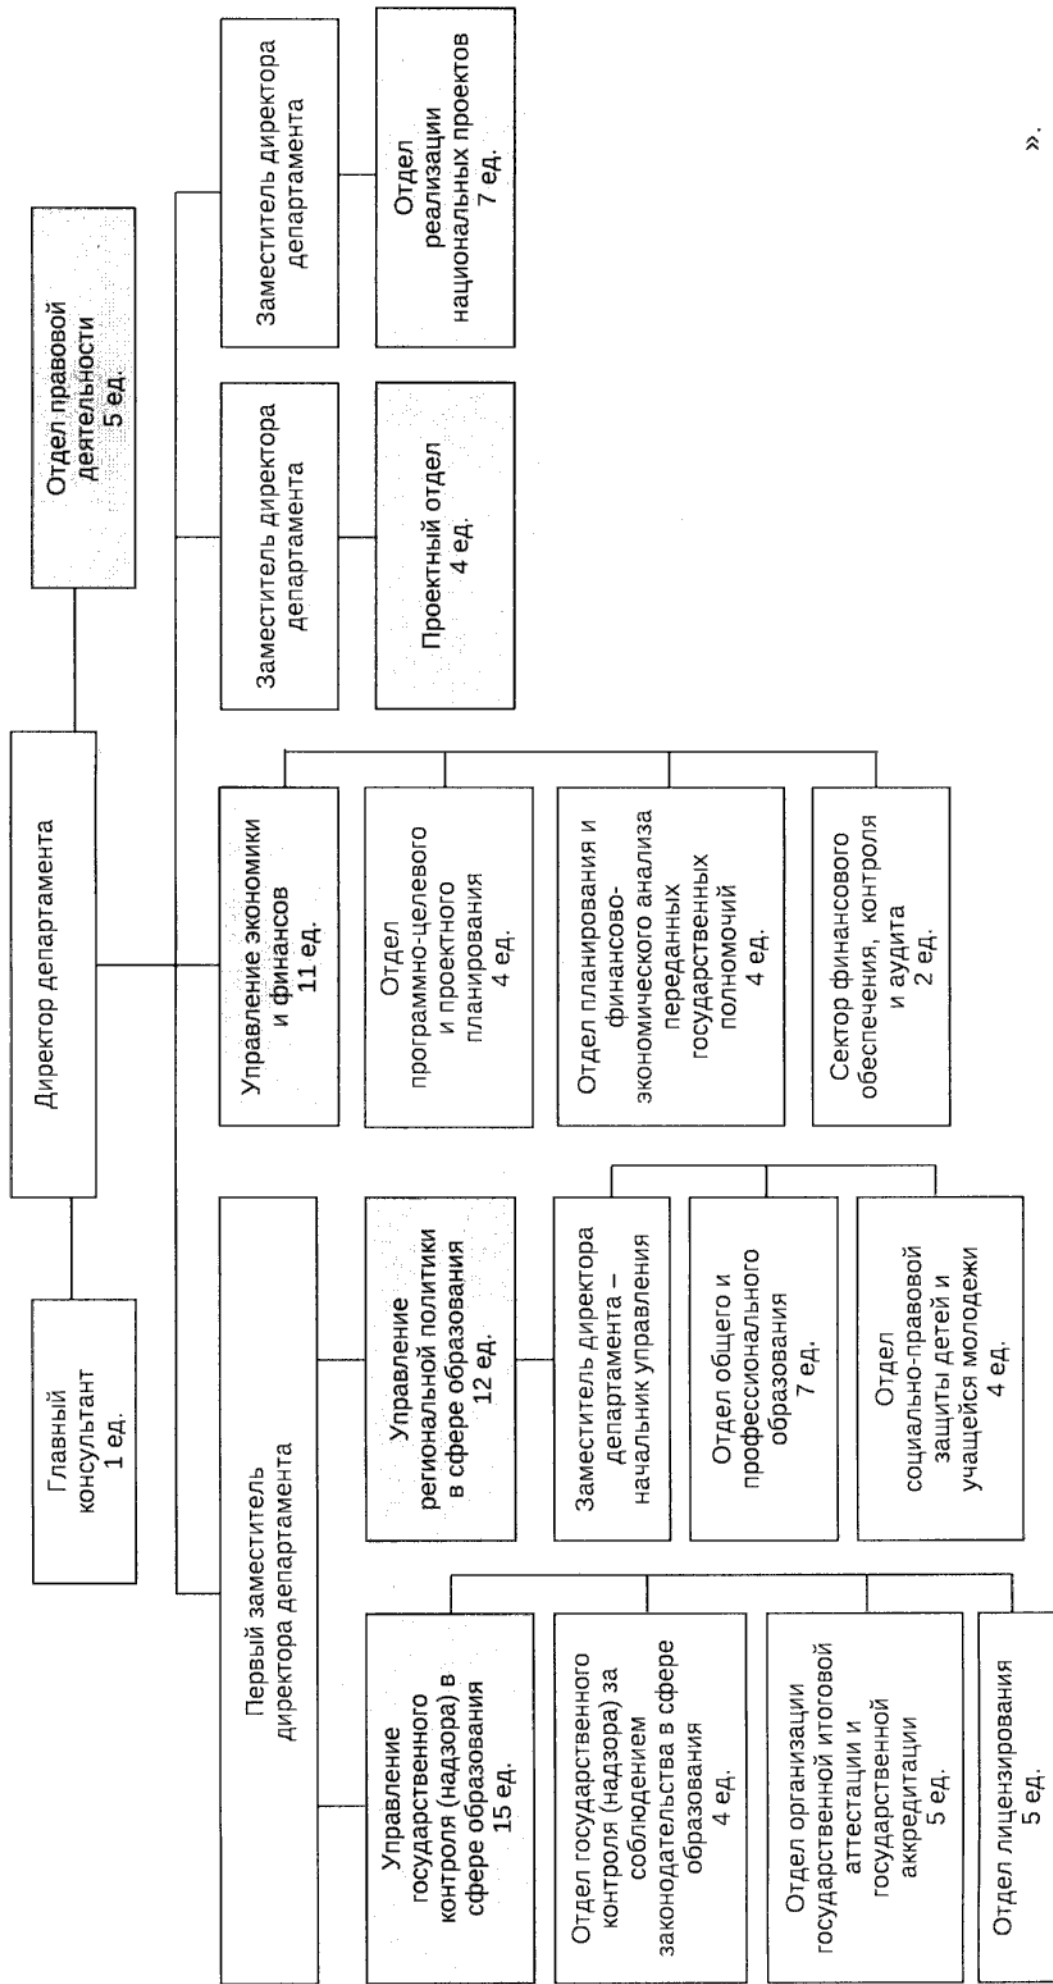 Директор департамента
Главный
консультант
1 ед.
Отдел правовой
деятельности
5 ед.
Первый заместитель
директора департамента
Управление
государственного
контроля (надзора) в
сфере образования
15 ед.
Отдел государственного
контроля (надзора) за
соблюдением
законодательства в сфере
образования
4 ед.
Отдел организации
государственной итоговой
аттестации и
государственной
аккредитации
5 ед.
Отдел лицензирования
5 ед.
Управление
региональной политики
в сфере образования
12 ед.
Заместитель директора
департамента –
начальник управления
Отдел общего и
профессионального
образования
7 ед.
Отдел
социально-правовой
защиты детей и
учащейся молодежи
4 ед.
Управление экономики
и финансов
11 ед.
Отдел
программно-целевого
и проектного
планирования
4 ед.
Отдел планирования и
финансово-
экономического анализа
переданных
государственных
полномочий
4 ед.
Сектор финансового
обеспечения, контроля
и аудита
2 ед.
Заместитель директора
департамента
Проектный отдел
4 ед.
Заместитель директора
департамента
Отдел
реализации
национальных проектов
7 ед.
».